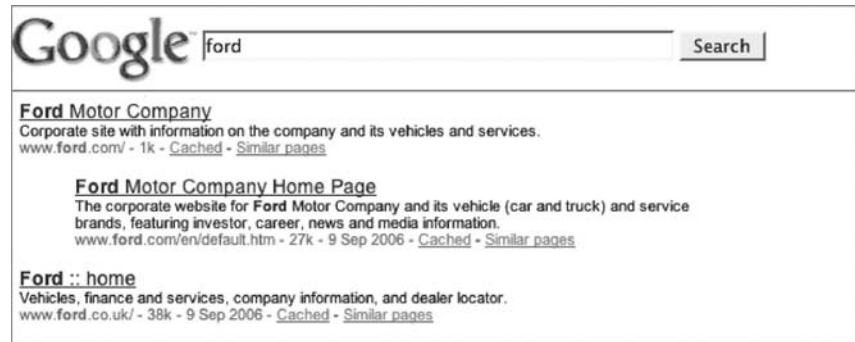 Google™ ford Search
Ford Motor Company
Corporate site with information on the company and its vehicles and services.
www.ford.com/ - 1k - Cached - Similar pages
Ford Motor Company Home Page
The corporate website for Ford Motor Company and its vehicle (car and truck) and service
brands, featuring investor, career, news and media information.
www.ford.com/en/default.htm - 27k - 9 Sep 2006 - Cached - Similar pages
Ford :: home
Vehicles, finance and services, company information, and dealer locator.
www.ford.co.uk/ - 38k - 9 Sep 2006 - Cached - Similar pages